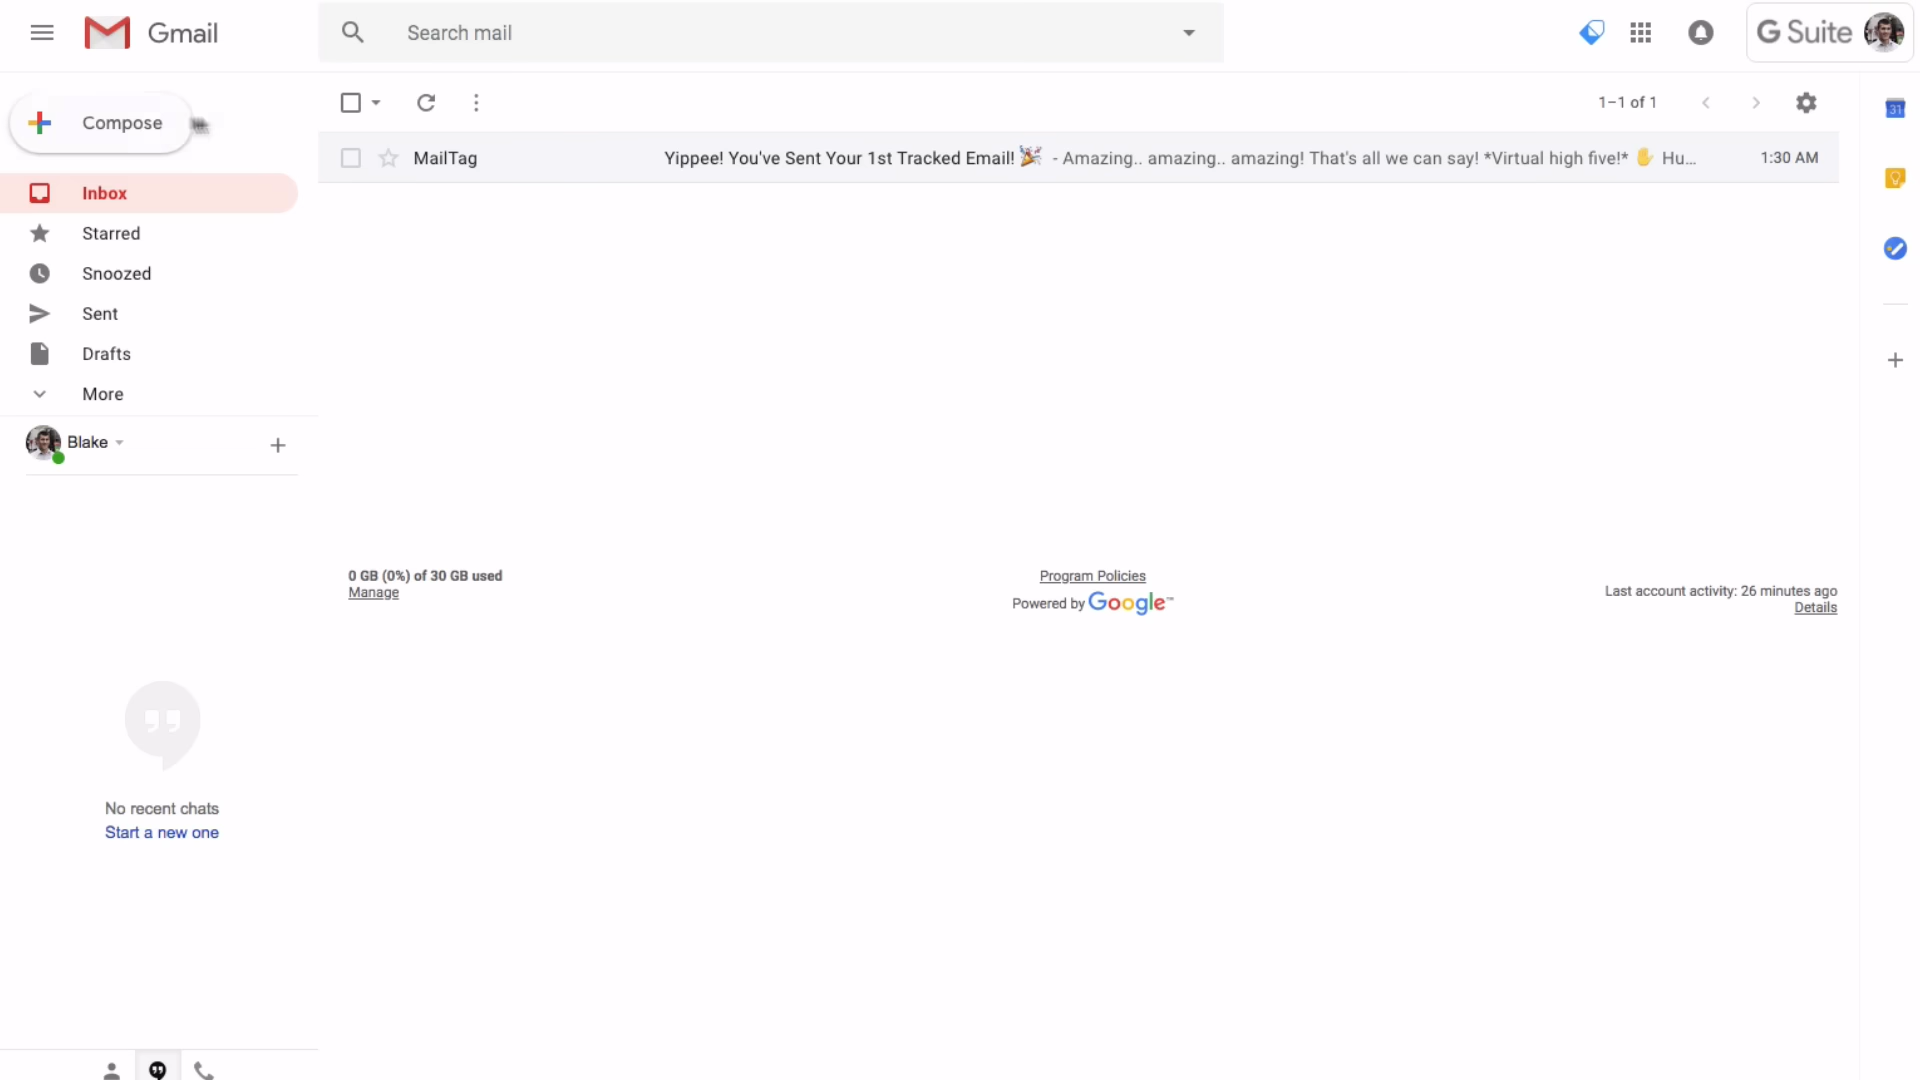 Gmail
Search mail
G Suite
Compose
1–1 of 1
31
MailTag Yippee! You've Sent Your 1st Tracked Email! 🎉 - Amazing.. amazing.. amazing! That's all we can say! *Virtual high five!* ✋ Hu... 1:30 AM
Inbox
Starred
Snoozed
Sent
Drafts
More
Blake
0 GB (0%) of 30 GB used
Manage
Program Policies
Powered by Google™
Last account activity: 26 minutes ago
Details
No recent chats
Start a new one